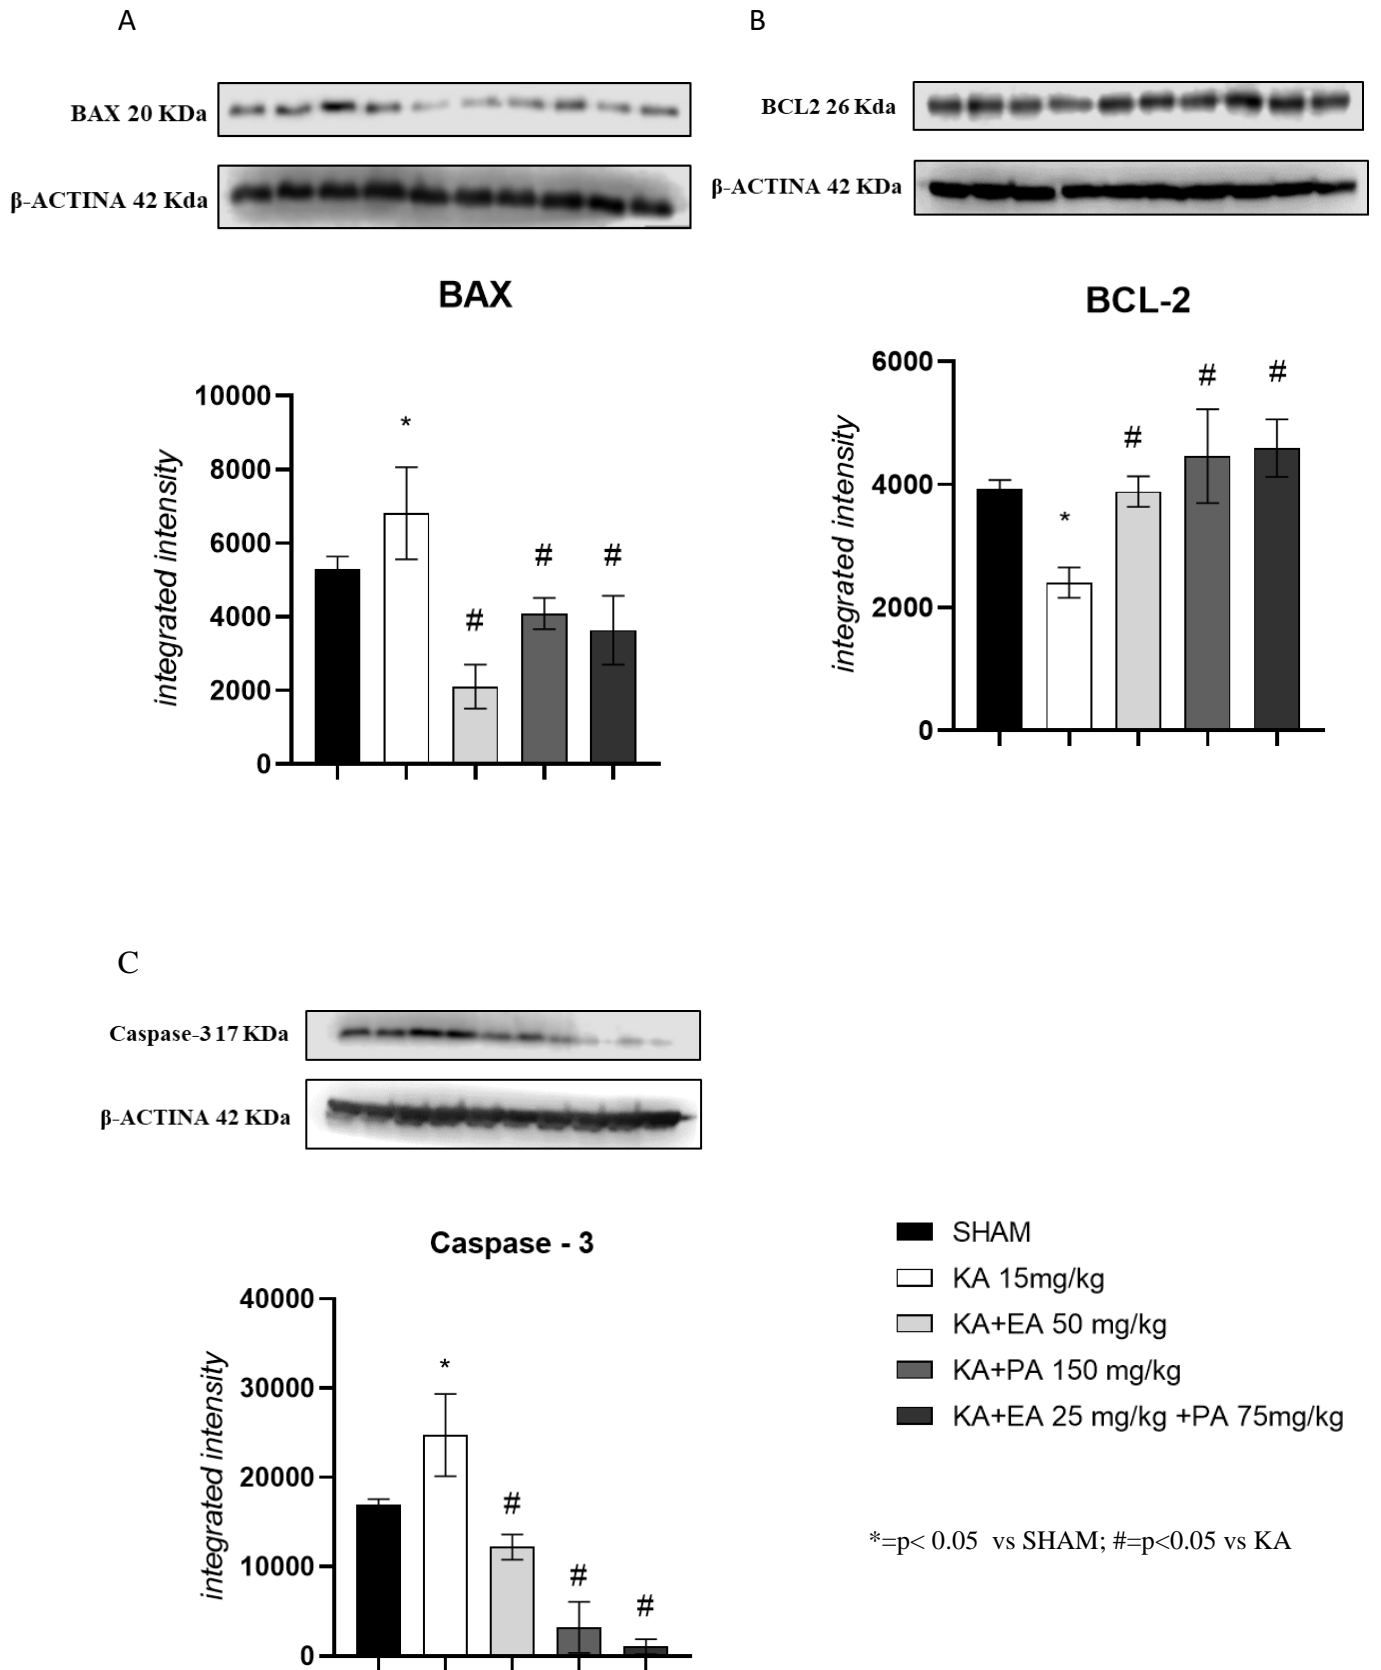 A
BAX 20 KDa
β-ACTINA 42 Kda
BAX
integrated intensity
10000
8000
6000
4000
2000
0
*
#
#
#
B
BCL2 26 Kda
β-ACTINA 42 KDa
BCL-2
integrated intensity
6000
4000
2000
0
*
#
#
#
C
Caspase-3 17 KDa
β-ACTINA 42 KDa
Caspase - 3
integrated intensity
40000
30000
20000
10000
0
*
#
#
#
SHAM
KA 15mg/kg
KA+EA 50 mg/kg
KA+PA 150 mg/kg
KA+EA 25 mg/kg +PA 75mg/kg
*=p< 0.05 vs SHAM; #=p<0.05 vs KA